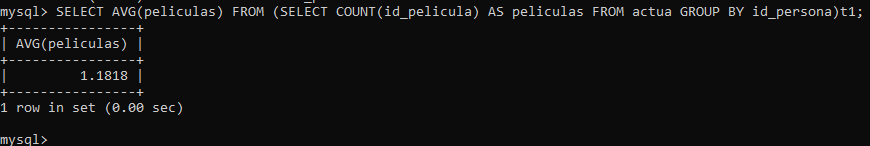 mysql> SELECT AVG(peliculas) FROM (SELECT COUNT(id_pelicula) AS peliculas FROM actua GROUP BY id_persona)t1;
+----------------+
| AVG(peliculas) |
+----------------+
|         1.1818 |
+----------------+
1 row in set (0.00 sec)

mysql>